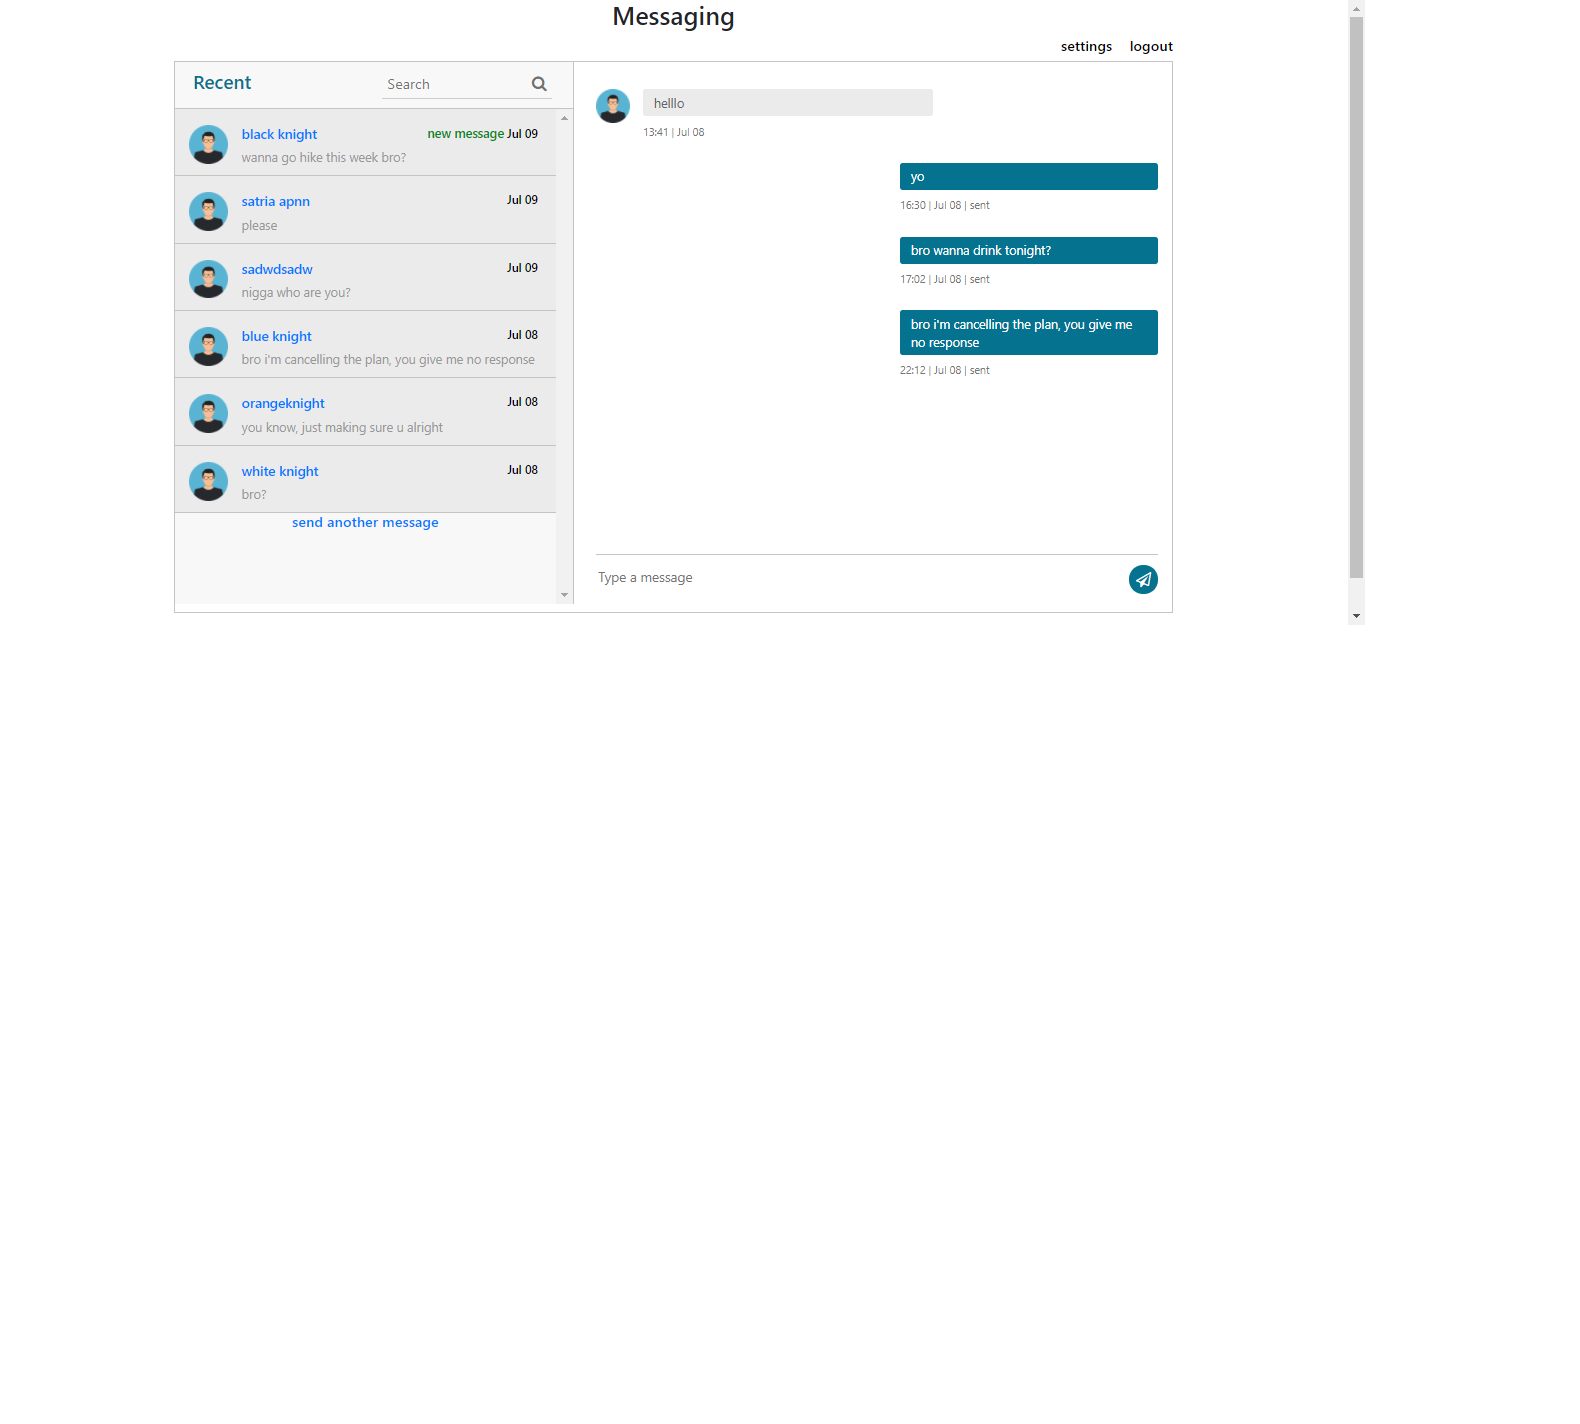 Messaging
settings logout
Recent
Search
black knight
new message Jul 09
wanna go hike this week bro?
satria apnn
Jul 09
please
sadwdsadw
Jul 09
nigga who are you?
blue knight
Jul 08
bro i'm cancelling the plan, you give me no response
orangeknight
Jul 08
you know, just making sure u alright
white knight
Jul 08
bro?
send another message
helllo
13:41 | Jul 08
yo
16:30 | Jul 08 | sent
bro wanna drink tonight?
17:02 | Jul 08 | sent
bro i'm cancelling the plan, you give me
no response
22:12 | Jul 08 | sent
Type a message